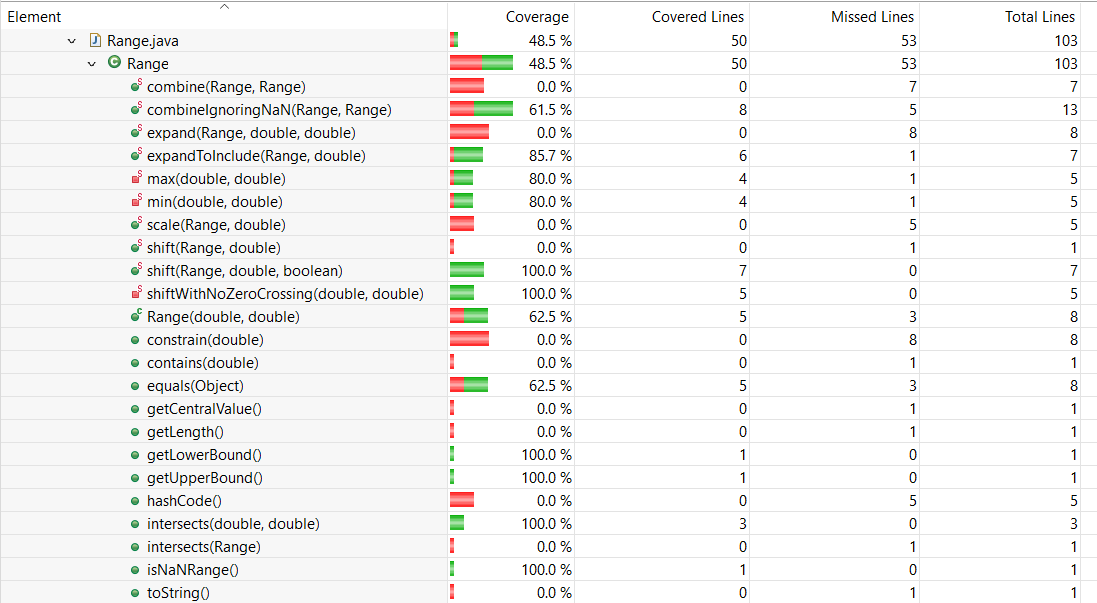 Element Coverage Covered Lines Missed Lines Total Lines
Range.java 48.5 % 50 53 103
Range 48.5 % 50 53 103
combine(Range, Range) 0.0 % 0 7 7
combineIgnoringNaN(Range, Range) 61.5 % 8 5 13
expand(Range, double, double) 0.0 % 0 8 8
expandToInclude(Range, double) 85.7 % 6 1 7
max(double, double) 80.0 % 4 1 5
min(double, double) 80.0 % 4 1 5
scale(Range, double) 0.0 % 0 5 5
shift(Range, double) 0.0 % 0 1 1
shift(Range, double, boolean) 100.0 % 7 0 7
shiftWithNoZeroCrossing(double, double) 100.0 % 5 0 5
Range(double, double) 62.5 % 5 3 8
constrain(double) 0.0 % 0 8 8
contains(double) 0.0 % 0 1 1
equals(Object) 62.5 % 5 3 8
getCentralValue() 0.0 % 0 1 1
getLength() 0.0 % 0 1 1
getLowerBound() 100.0 % 1 0 1
getUpperBound() 100.0 % 1 0 1
hashCode() 0.0 % 0 5 5
intersects(double, double) 100.0 % 3 0 3
intersects(Range) 0.0 % 0 1 1
isNaNRange() 100.0 % 1 0 1
toString() 0.0 % 0 1 1